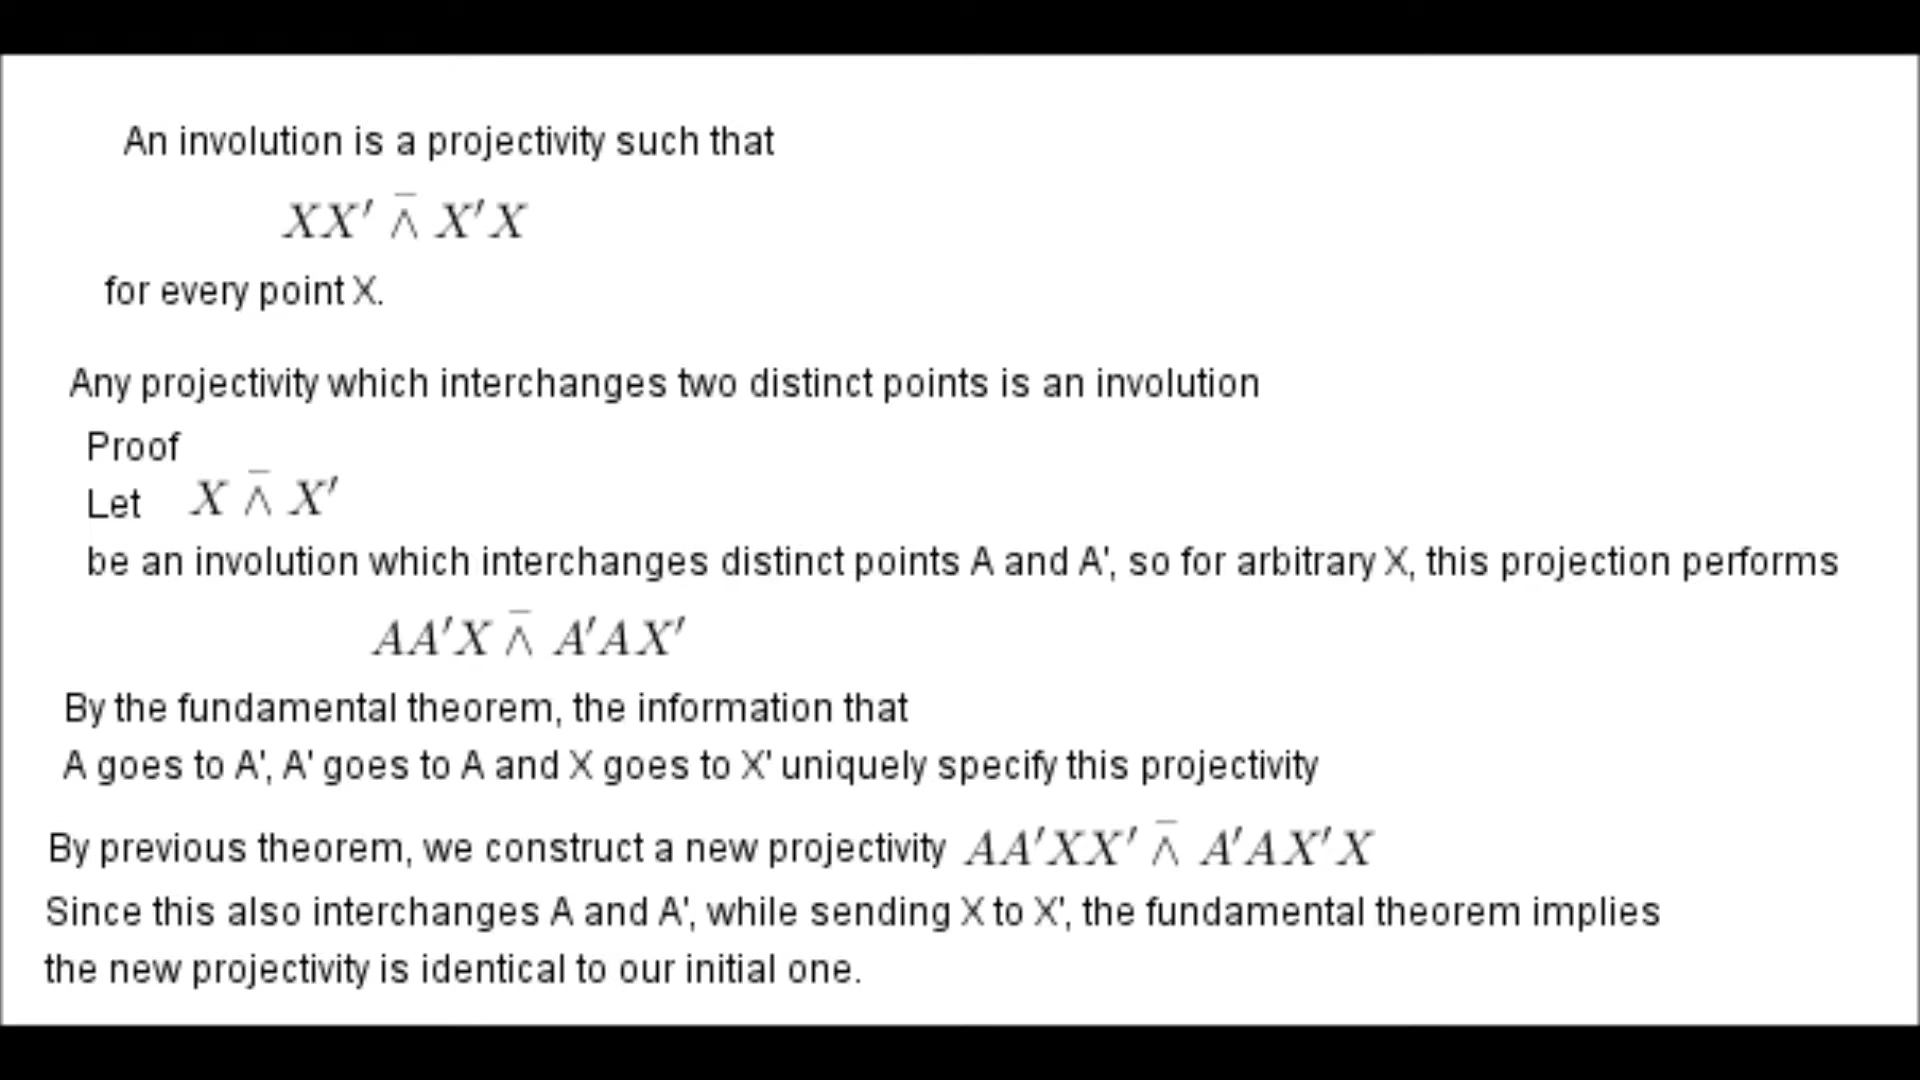 An involution is a projectivity such that
XX′ ⊼ X′X
for every point X.
Any projectivity which interchanges two distinct points is an involution
Proof
Let X ⊼ X′
be an involution which interchanges distinct points A and A', so for arbitrary X, this projection performs
AA′X ⊼ A′AX′
By the fundamental theorem, the information that
A goes to A', A' goes to A and X goes to X' uniquely specify this projectivity
By previous theorem, we construct a new projectivity AA′XX′ ⊼ A′AX′X
Since this also interchanges A and A', while sending X to X', the fundamental theorem implies
the new projectivity is identical to our initial one.